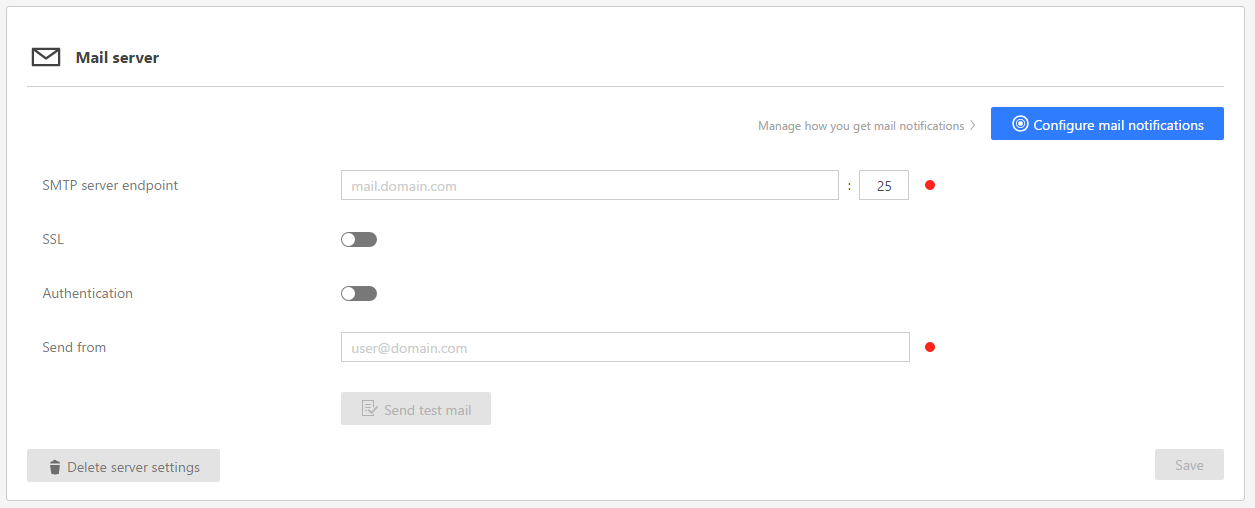 Mail server
Manage how you get mail notifications
Configure mail notifications
SMTP server endpoint
mail.domain.com : 25
SSL
Authentication
Send from
user@domain.com
Send test mail
Delete server settings
Save